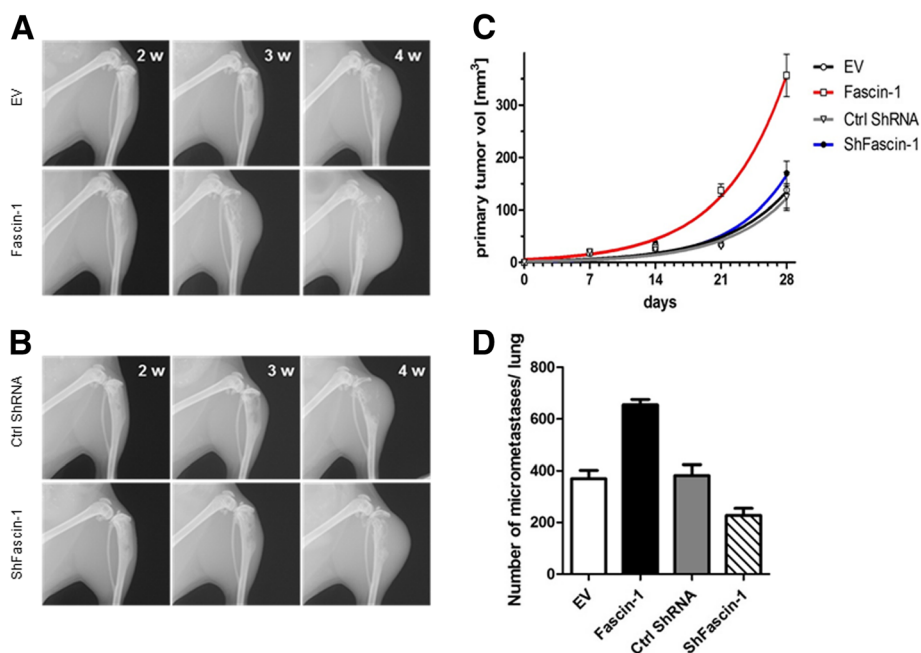 A
2 w 3 w 4 w
EV
Fascin-1
B
2 w 3 w 4 w
Ctrl ShRNA
ShFascin-1
C
primary tumor vol [mm³]
300
200
100
0
0 7 14 21 28
days
EV
Fascin-1
Ctrl ShRNA
ShFascin-1
D
Number of micrometastases/ lung
800
600
400
200
0
EV
Fascin-1
Ctrl ShRNA
ShFascin-1